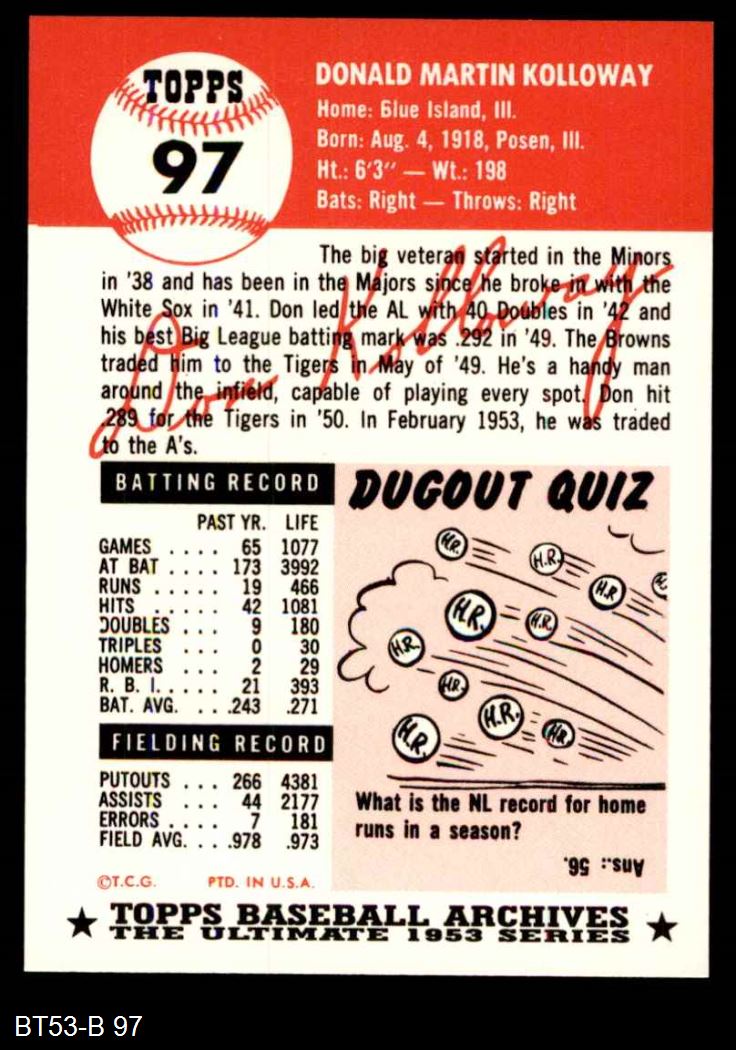 TOPPS
97
DONALD MARTIN KOLLOWAY
Home: Blue Island, Ill.
Born: Aug. 4, 1918, Posen, Ill.
Ht.: 6'3" — Wt.: 198
Bats: Right — Throws: Right
The big veteran started in the Minors
in '38 and has been in the Majors since he broke in with the
White Sox in '41. Don led the AL with 40 Doubles in '42 and
his best Big League batting mark was .292 in '49. The Browns
traded him to the Tigers in May of '49. He's a handy man
around the infield, capable of playing every spot. Don hit
.289 for the Tigers in '50. In February 1953, he was traded
to the A's.
Don Kolloway
BATTING RECORD
PAST YR. LIFE
GAMES .... 65 1077
AT BAT .... 173 3992
RUNS ..... 19 466
HITS ..... 42 1081
DOUBLES ... 9 180
TRIPLES ... 0 30
HOMERS ... 2 29
R. B. I. .... 21 393
BAT. AVG. ... .243 .271
FIELDING RECORD
PUTOUTS ... 266 4381
ASSISTS ... 44 2177
ERRORS .... 7 181
FIELD AVG. ... .978 .973
©T.C.G. PTD. IN U.S.A.
DUGOUT QUIZ
H.R.
H.R.
H.R.
H.R.
H.R.
H.R.
H.R.
H.R.
H.R.
H.R.
What is the NL record for home
runs in a season?
Ans.: 56.
TOPPS BASEBALL ARCHIVES
THE ULTIMATE 1953 SERIES
BT53-B 97